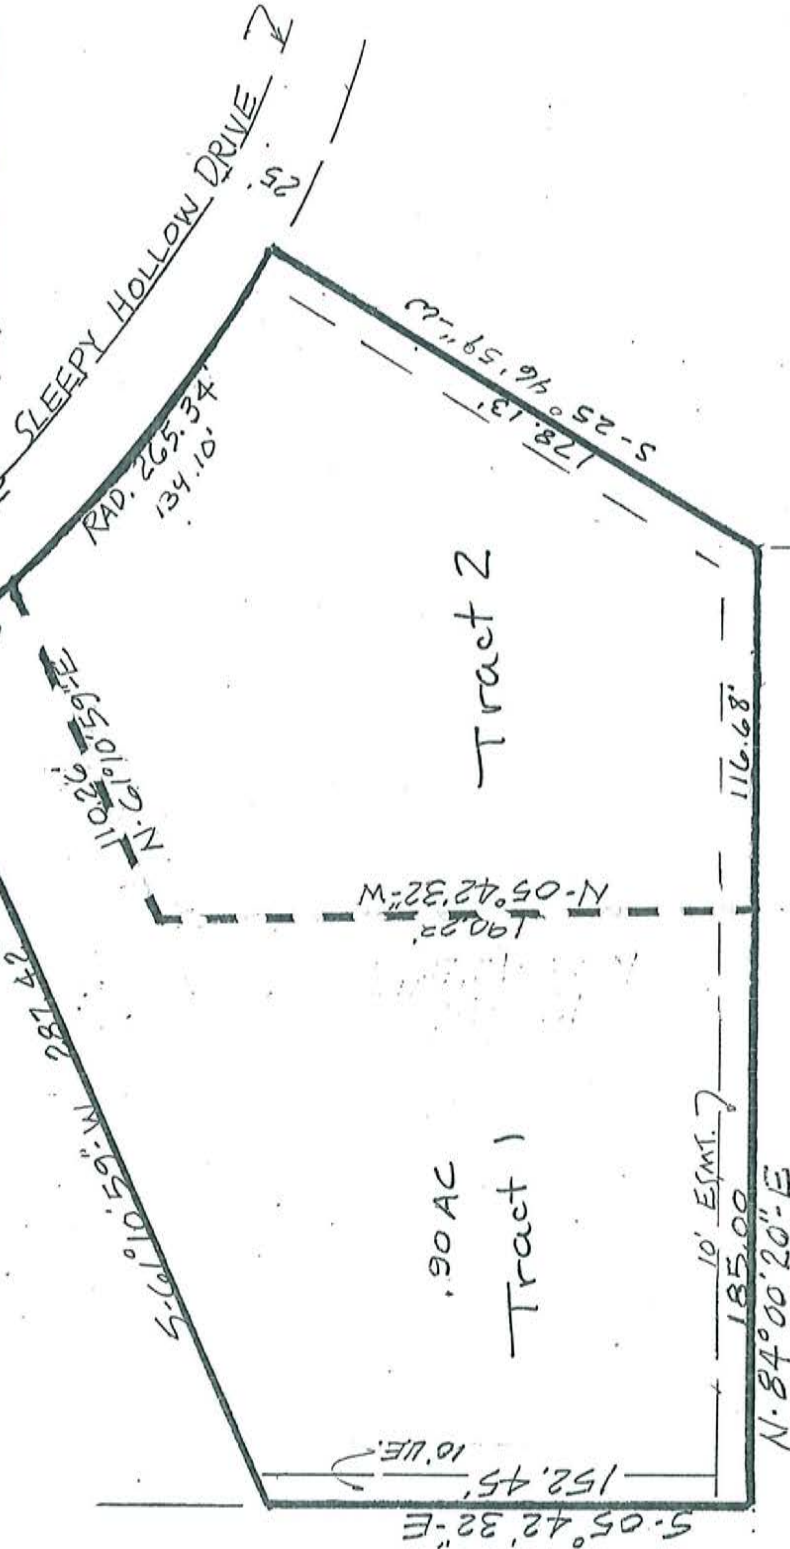 SLEEPY HOLLOW DRIVE
25'
RAD. 265.34'
134.10'
S-25°46'59"-W
178.13'
110.26'
N-61°10'59"-E
Tract 2
116.68'
N-05°42'32"-W
190.22'
287.42
S-61°10'59"-W
.90 AC
Tract 1
10' ESMT.
185.00
N-84°00'20"-E
10' U.E.
152.45'
S-05°42'32"-E